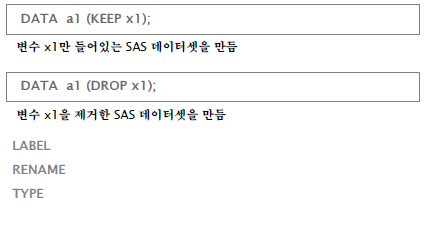 DATA a1 (KEEP x1);
변수 x1만 들어있는 SAS 데이터셋을 만듬
DATA a1 (DROP x1);
변수 x1을 제거한 SAS 데이터셋을 만듬
LABEL
RENAME
TYPE